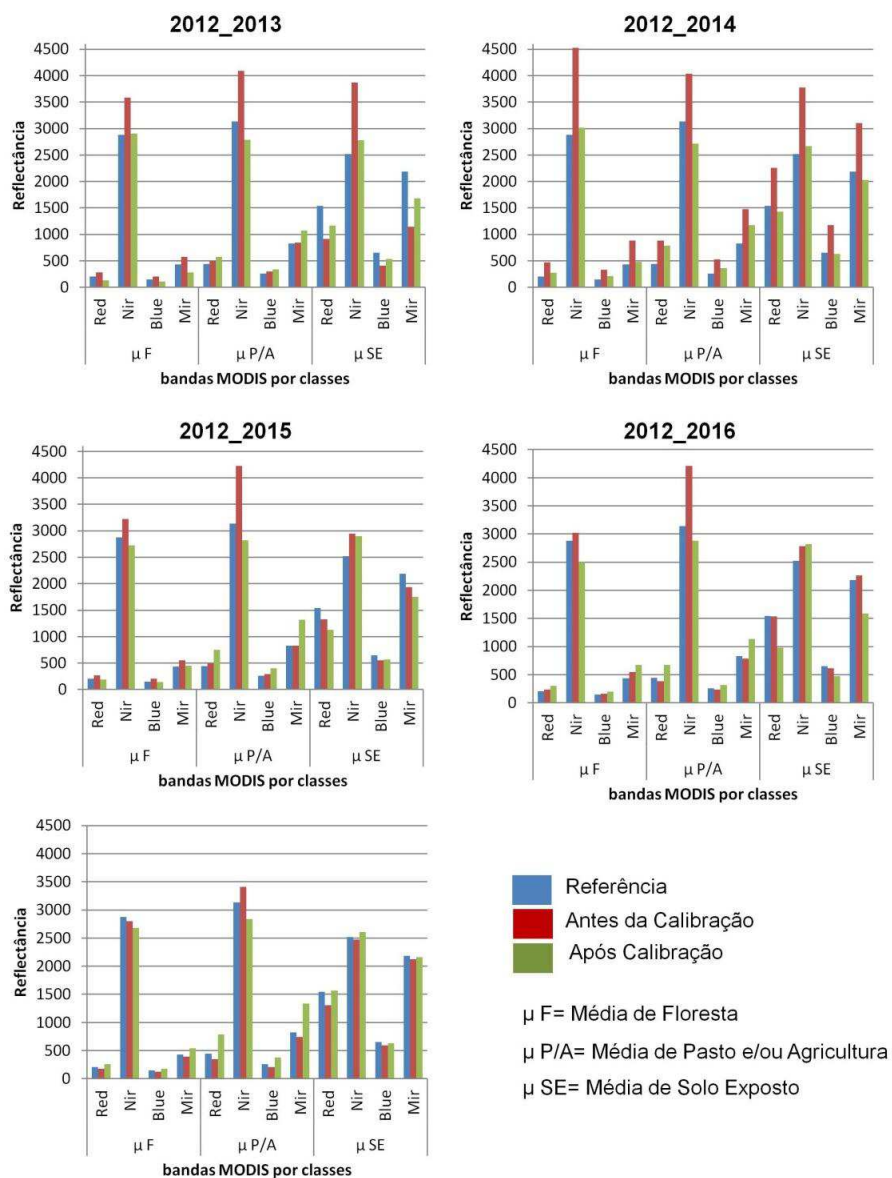 2012_2013
Reflectância
4500
4000
3500
3000
2500
2000
1500
1000
500
0
Red Nir Blue Mir Red Nir Blue Mir Red Nir Blue Mir
μ F μ P/A μ SE
bandas MODIS por classes
2012_2014
Reflectância
4500
4000
3500
3000
2500
2000
1500
1000
500
0
Red Nir Blue Mir Red Nir Blue Mir Red Nir Blue Mir
μ F μ P/A μ SE
bandas MODIS por classes
2012_2015
Reflectância
4500
4000
3500
3000
2500
2000
1500
1000
500
0
Red Nir Blue Mir Red Nir Blue Mir Red Nir Blue Mir
μ F μ P/A μ SE
bandas MODIS por classes
2012_2016
Reflectância
4500
4000
3500
3000
2500
2000
1500
1000
500
0
Red Nir Blue Mir Red Nir Blue Mir Red Nir Blue Mir
μ F μ P/A μ SE
bandas MODIS por classes
Reflectância
4500
4000
3500
3000
2500
2000
1500
1000
500
0
Red Nir Blue Mir Red Nir Blue Mir Red Nir Blue Mir
μ F μ P/A μ SE
bandas MODIS por classes
Referência
Antes da Calibração
Após Calibração
μ F= Média de Floresta
μ P/A= Média de Pasto e/ou Agricultura
μ SE= Média de Solo Exposto